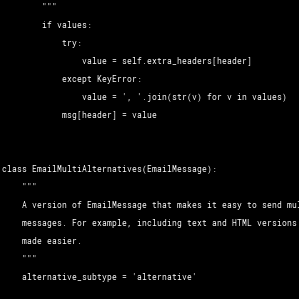 """
if values:
try:
value = self.extra_headers[header]
except KeyError:
value = ', '.join(str(v) for v in values)
msg[header] = value
class EmailMultiAlternatives(EmailMessage):
"""
A version of EmailMessage that makes it easy to send mul
messages. For example, including text and HTML versions
made easier.
"""
alternative_subtype = 'alternative'